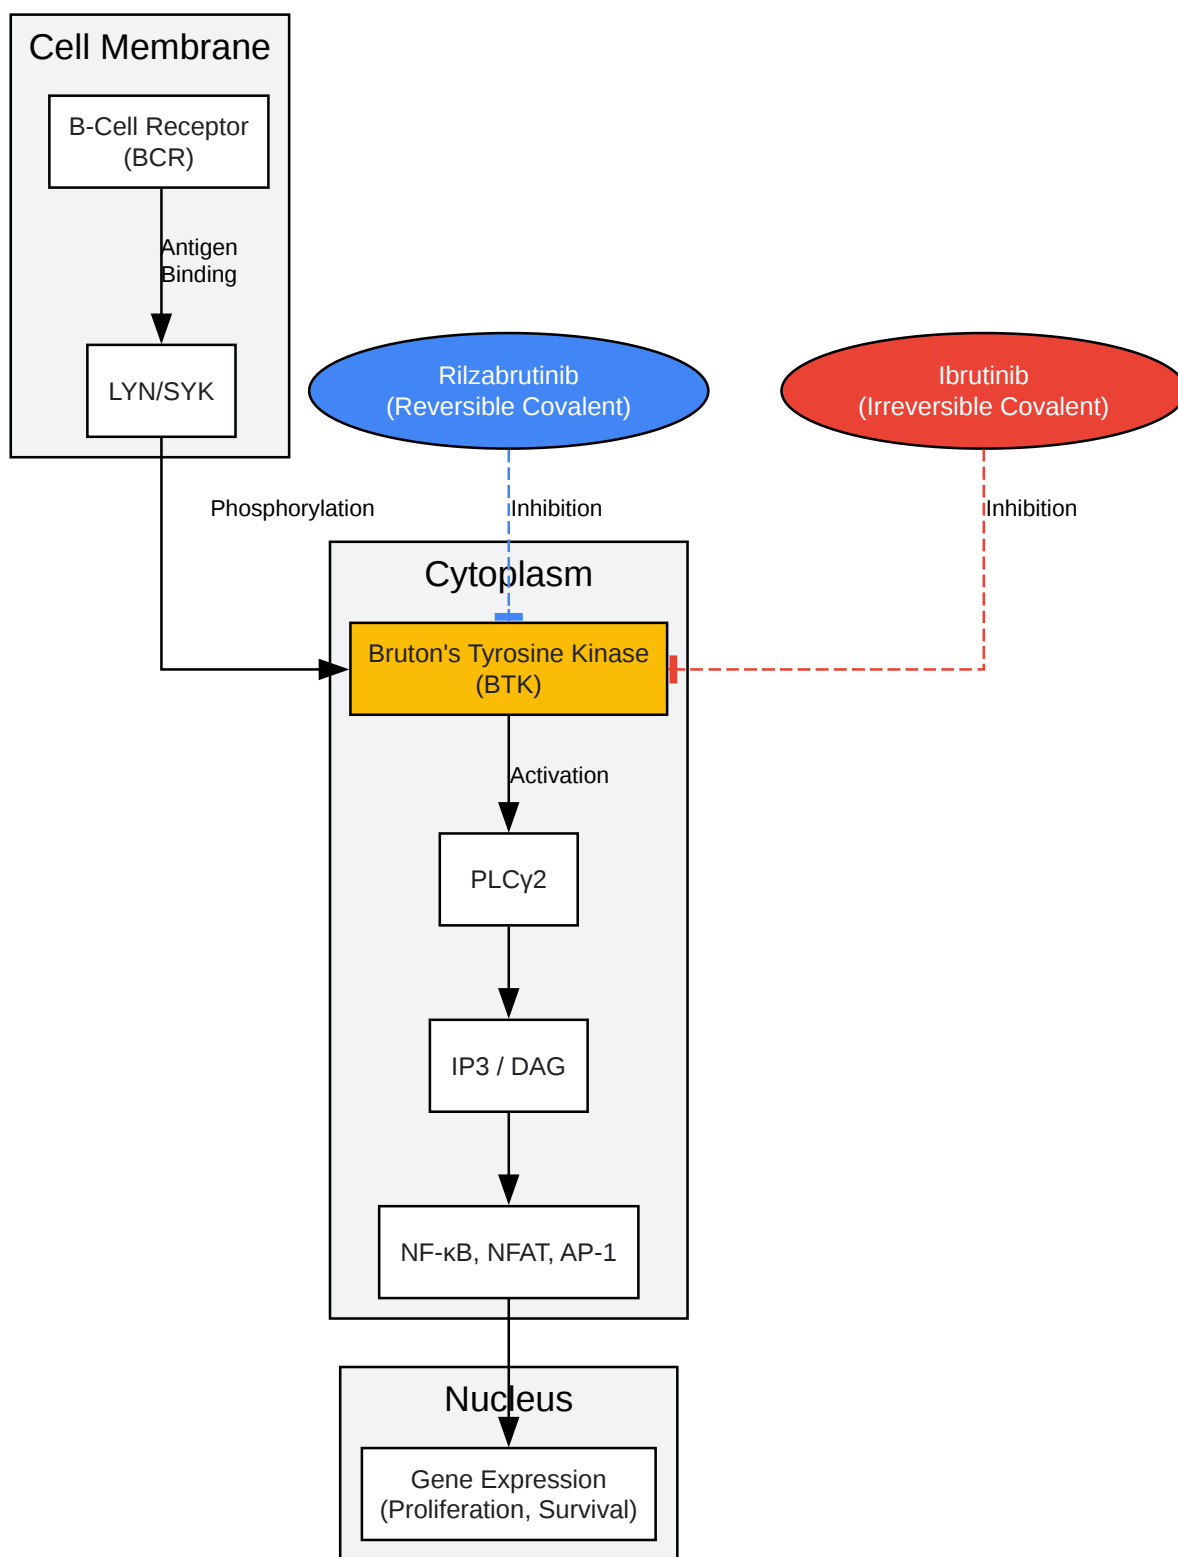 Cell Membrane
B-Cell Receptor
(BCR)
Antigen
Binding
LYN/SYK
Rilzabrutinib
(Reversible Covalent)
Ibrutinib
(Irreversible Covalent)
Phosphorylation
Inhibition
Inhibition
Cytoplasm
Bruton's Tyrosine Kinase
(BTK)
Activation
PLCγ2
IP3 / DAG
NF-κB, NFAT, AP-1
Nucleus
Gene Expression
(Proliferation, Survival)